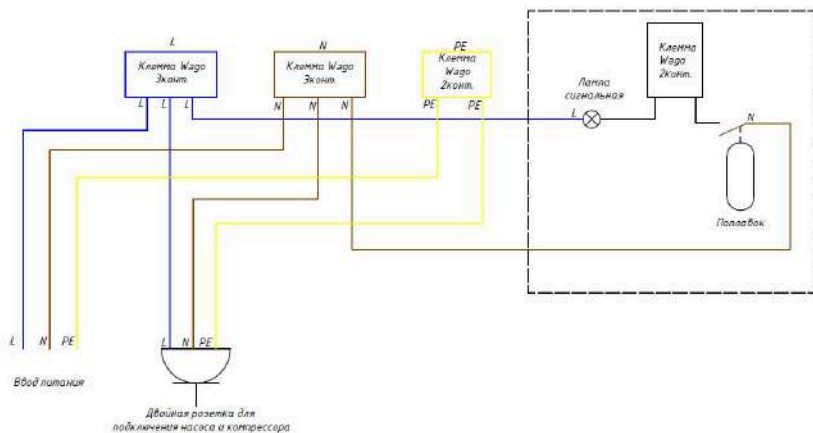 L
Клемма Wago
3конт.
L L L
N
Клемма Wago
3конт.
N N N
PE
Клемма
Wago
2конт.
PE PE
Лампа
сигнальная
L
Клемма
Wago
2конт.
N
Поплавок
L N PE
Ввод питания
L N PE
Двойная розетка для
подключения насоса и компрессора